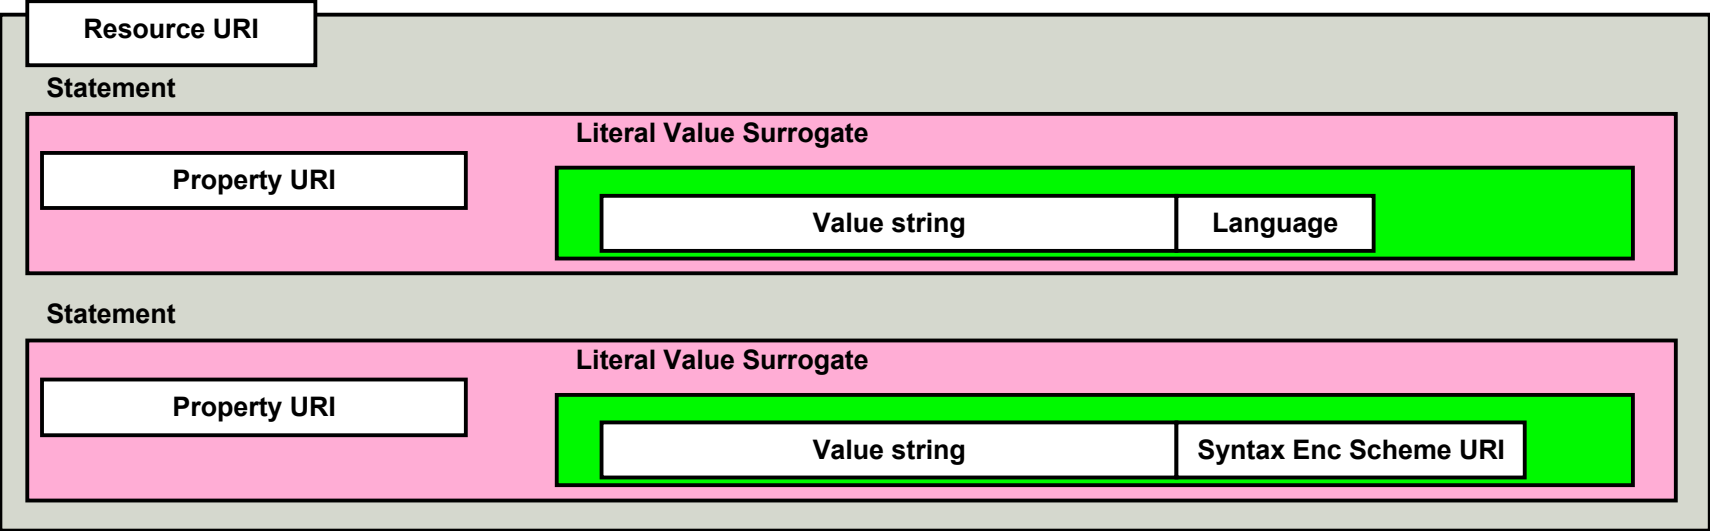 Resource URI
Statement
Literal Value Surrogate
Property URI
Value string Language
Statement
Literal Value Surrogate
Property URI
Value string Syntax Enc Scheme URI